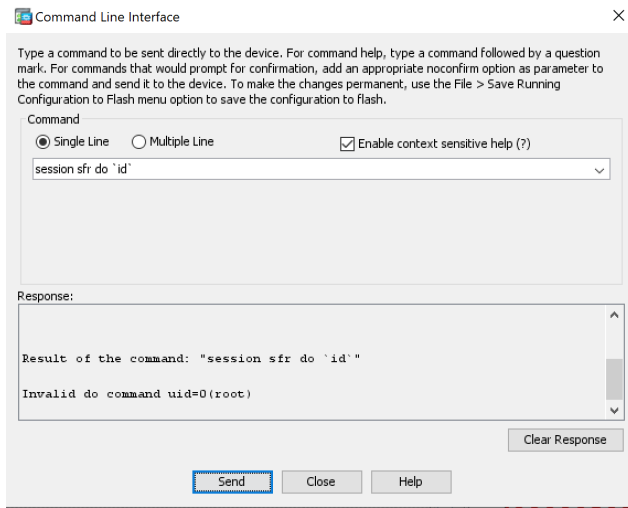 Command Line Interface
Type a command to be sent directly to the device. For command help, type a command followed by a question
mark. For commands that would prompt for confirmation, add an appropriate noconfirm option as parameter to
the command and send it to the device. To make the changes permanent, use the File > Save Running
Configuration to Flash menu option to save the configuration to flash.
Command
Single Line Multiple Line Enable context sensitive help (?)
session sfr do `id`
Response:
Result of the command: "session sfr do `id`"
Invalid do command uid=0(root)
Clear Response
Send Close Help